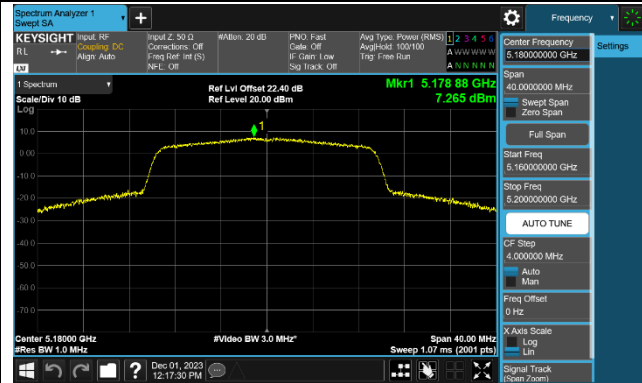 Spectrum Analyzer 1
Swept SA
+
Frequency
KEYSIGHT
RL
LXI
Input: RF
Coupling: DC
Align: Auto
Input Z: 50 Ω
Corrections: Off
Freq Ref: Int (S)
NFE: Off
#Atten: 20 dB
PNO: Fast
Gate: Off
IF Gain: Low
Sig Track: Off
Avg Type: Power (RMS)
Avg|Hold: 100/100
Trig: Free Run
1 2 3 4 5 6
A W W W W W
A N N N N N
1 Spectrum
Scale/Div 10 dB
Log
Ref Lvl Offset 22.40 dB
Ref Level 20.00 dBm
Mkr1 5.178 88 GHz
7.265 dBm
1
10.0
0.00
-10.0
-20.0
-30.0
-40.0
-50.0
-60.0
-70.0
Center 5.18000 GHz
#Res BW 1.0 MHz
#Video BW 3.0 MHz*
Span 40.00 MHz
Sweep 1.07 ms (2001 pts)
Center Frequency
5.180000000 GHz
Span
40.0000000 MHz
Swept Span
Zero Span
Full Span
Start Freq
5.160000000 GHz
Stop Freq
5.200000000 GHz
AUTO TUNE
CF Step
4.000000 MHz
Auto
Man
Freq Offset
0 Hz
X Axis Scale
Log
Lin
Signal Track
(Span Zoom)
Settings
?
Dec 01, 2023
12:17:30 PM